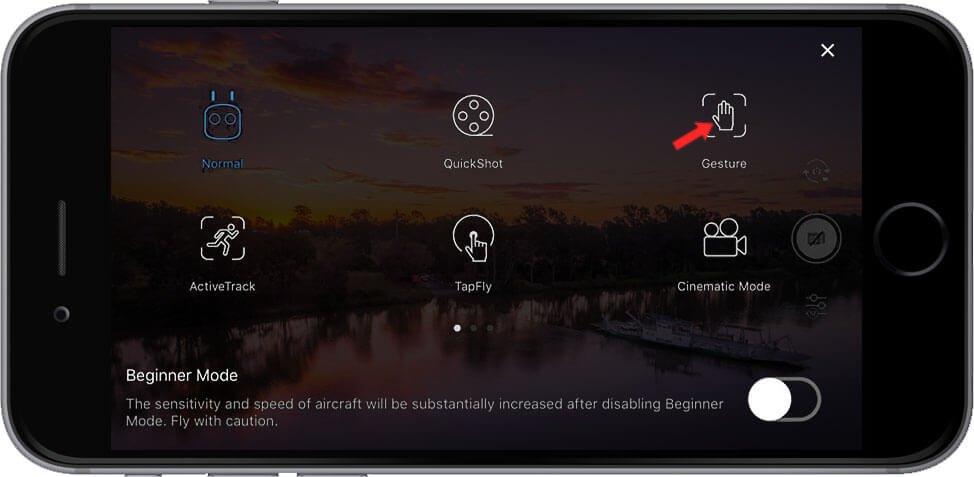 Normal
QuickShot
Gesture
ActiveTrack
TapFly
Cinematic Mode
Beginner Mode
The sensitivity and speed of aircraft will be substantially increased after disabling Beginner
Mode. Fly with caution.